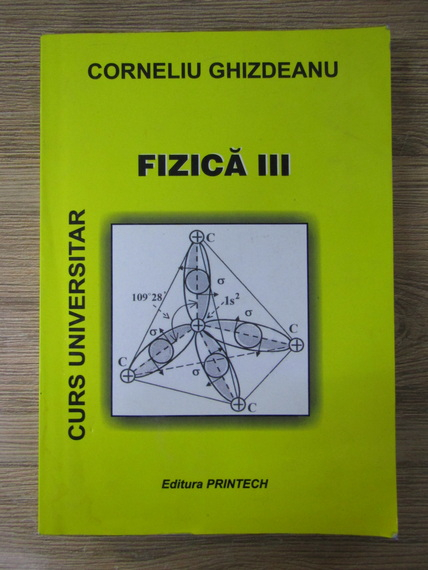 CORNELIU GHIZDEANU
FIZICĂ III
CURS UNIVERSITAR
C
σ
109°28'
1s²
σ
σ
C
C
σ
C
Editura PRINTECH